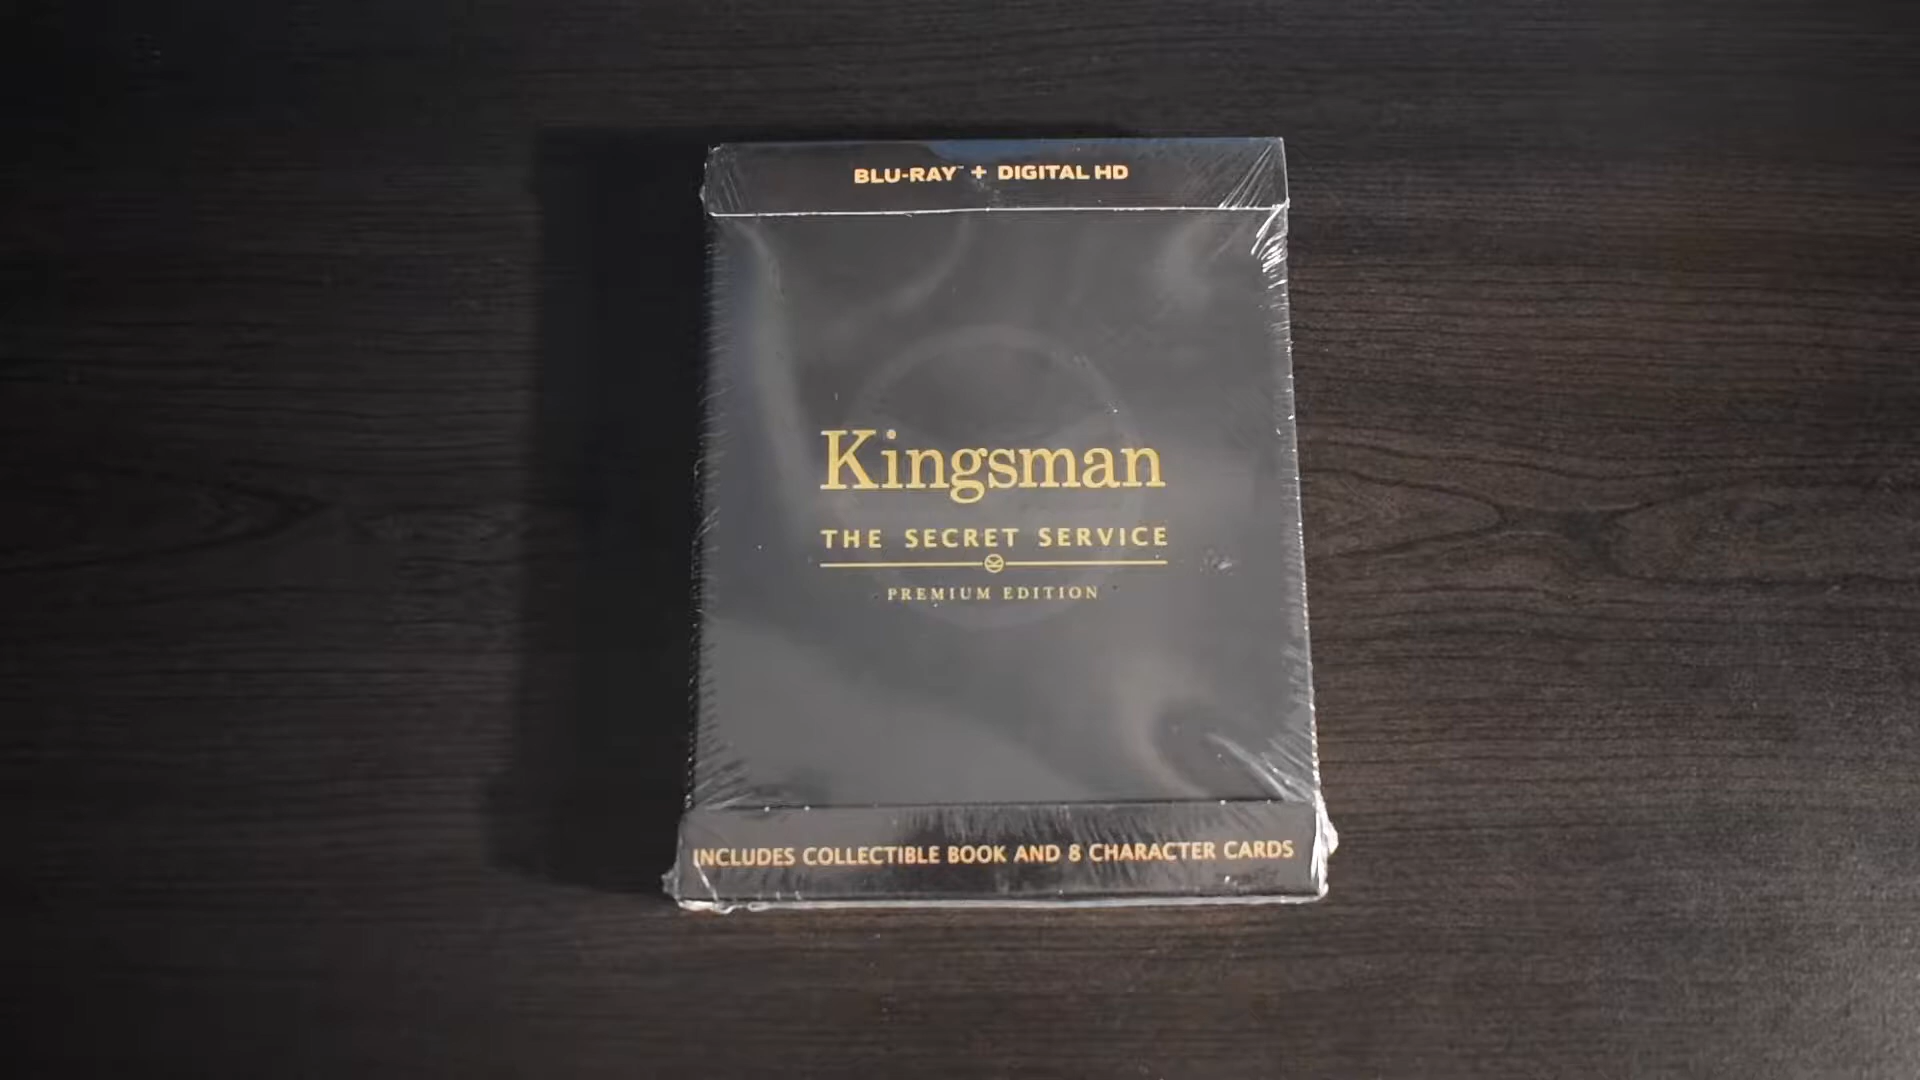 BLU-RAY™ + DIGITAL HD
Kingsman
THE SECRET SERVICE
PREMIUM EDITION
INCLUDES COLLECTIBLE BOOK AND 8 CHARACTER CARDS